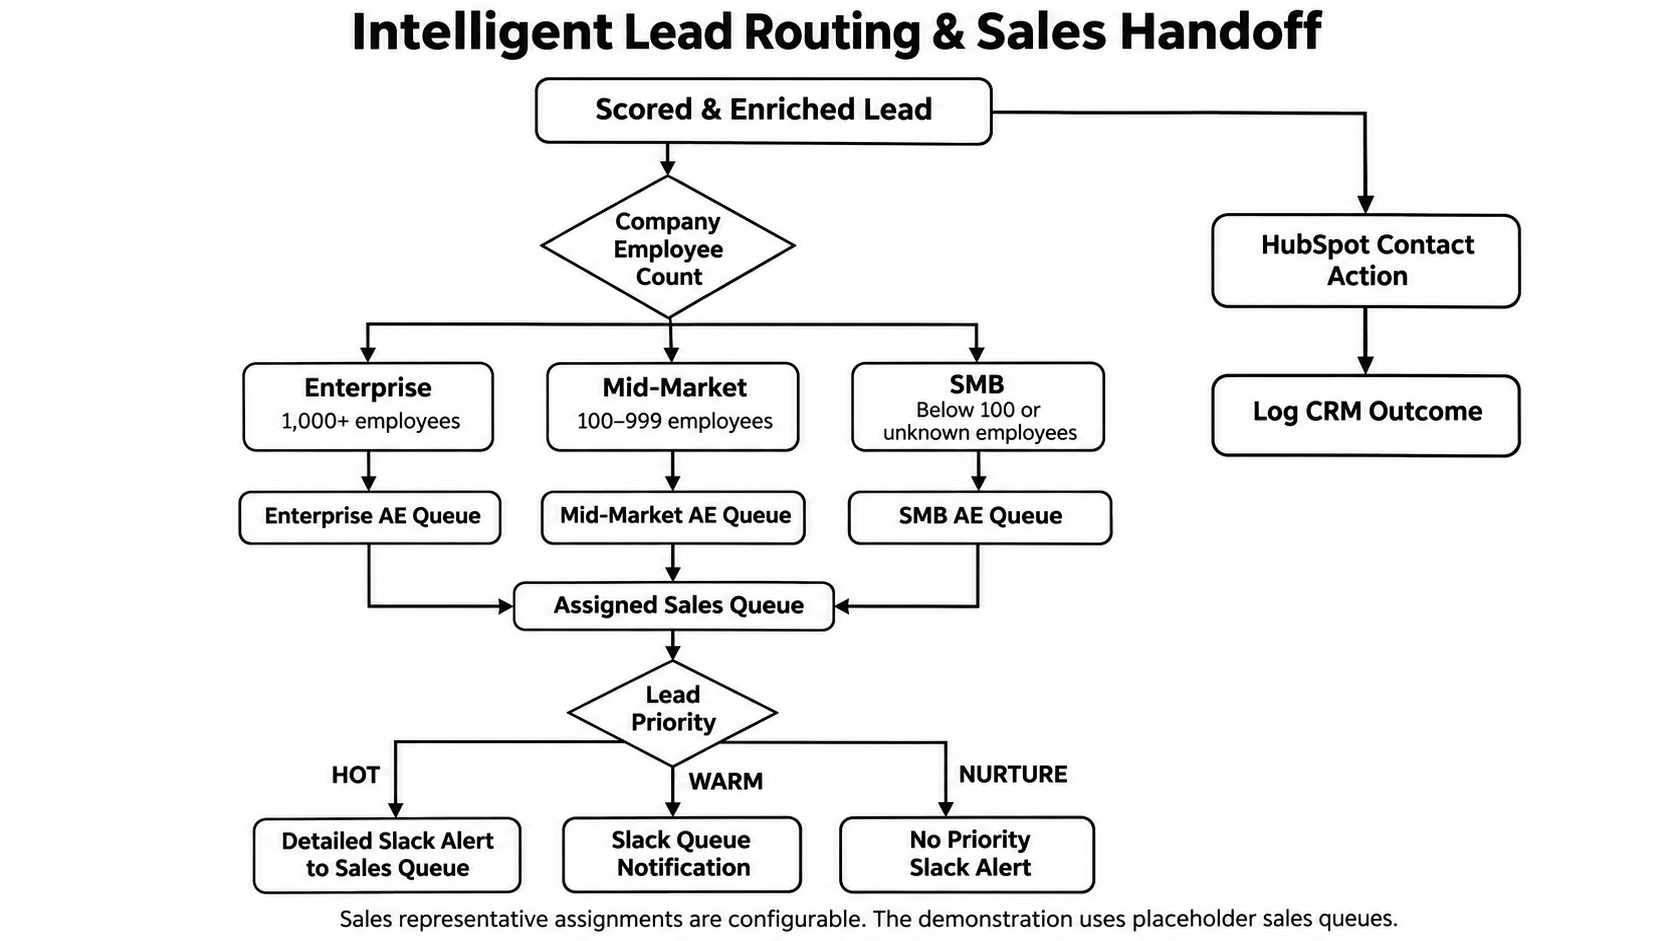 Intelligent Lead Routing & Sales Handoff
Scored & Enriched Lead
Company
Employee
Count
HubSpot Contact
Action
Log CRM Outcome
Enterprise
1,000+ employees
Mid-Market
100–999 employees
SMB
Below 100 or
unknown employees
Enterprise AE Queue
Mid-Market AE Queue
SMB AE Queue
Assigned Sales Queue
Lead
Priority
HOT
WARM
NURTURE
Detailed Slack Alert
to Sales Queue
Slack Queue
Notification
No Priority
Slack Alert
Sales representative assignments are configurable. The demonstration uses placeholder sales queues.